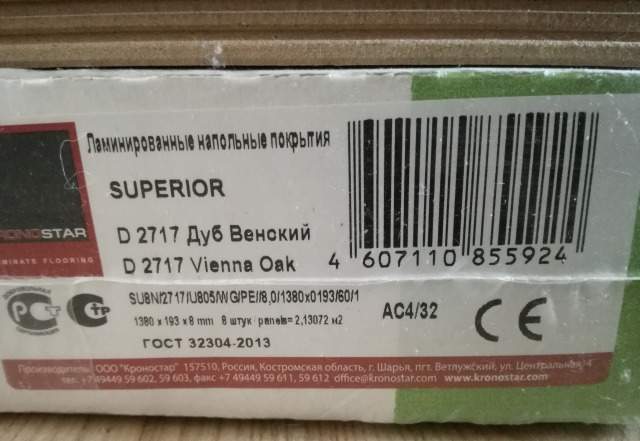 Ламинированные напольные покрытия
SUPERIOR
KRONOSTAR
LAMINATE FLOORING
D 2717 Дуб Венский
D 2717 Vienna Oak
4 607110 855924
SU8N/2717/U805/WG/PE//8,0/1380x0193/60/1
1380 x 193 x 8 mm 8 штук / panels= 2,13072 м2
ГОСТ 32304-2013
AC4/32
CE
Производитель: ООО "Кроностар" 157510, Россия, Костромская область, г. Шарья, пгт. Ветлужский, ул. Центральная, 4
тел. +7 49449 59 602, 59 603, факс +7 49449 59 611, 59 612 office@kronostar.com www.kronostar.com